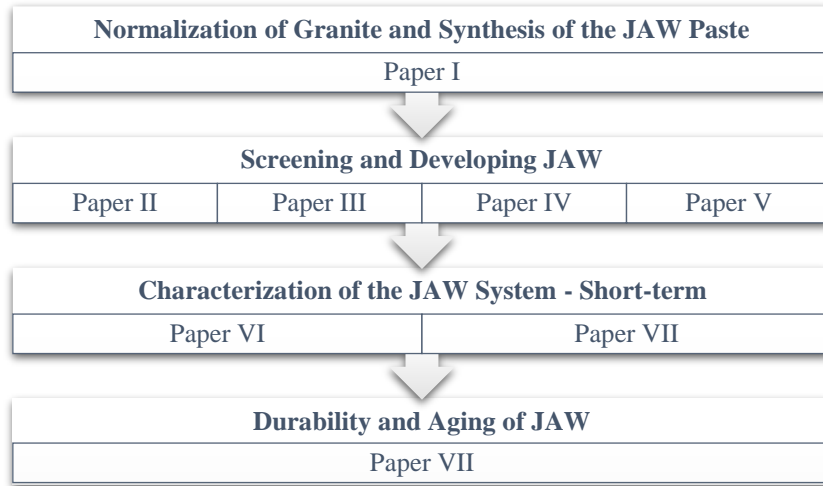 Normalization of Granite and Synthesis of the JAW Paste
Paper I
Screening and Developing JAW
Paper II Paper III Paper IV Paper V
Characterization of the JAW System - Short-term
Paper VI Paper VII
Durability and Aging of JAW
Paper VII